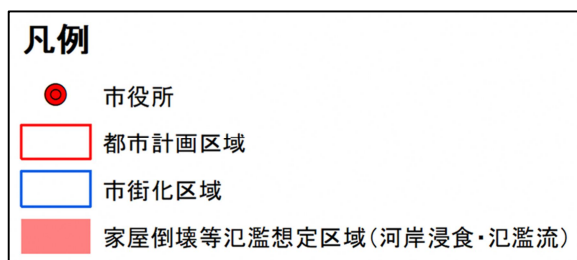 凡例
市役所
都市計画区域
市街化区域
家屋倒壊等氾濫想定区域（河岸浸食・氾濫流）